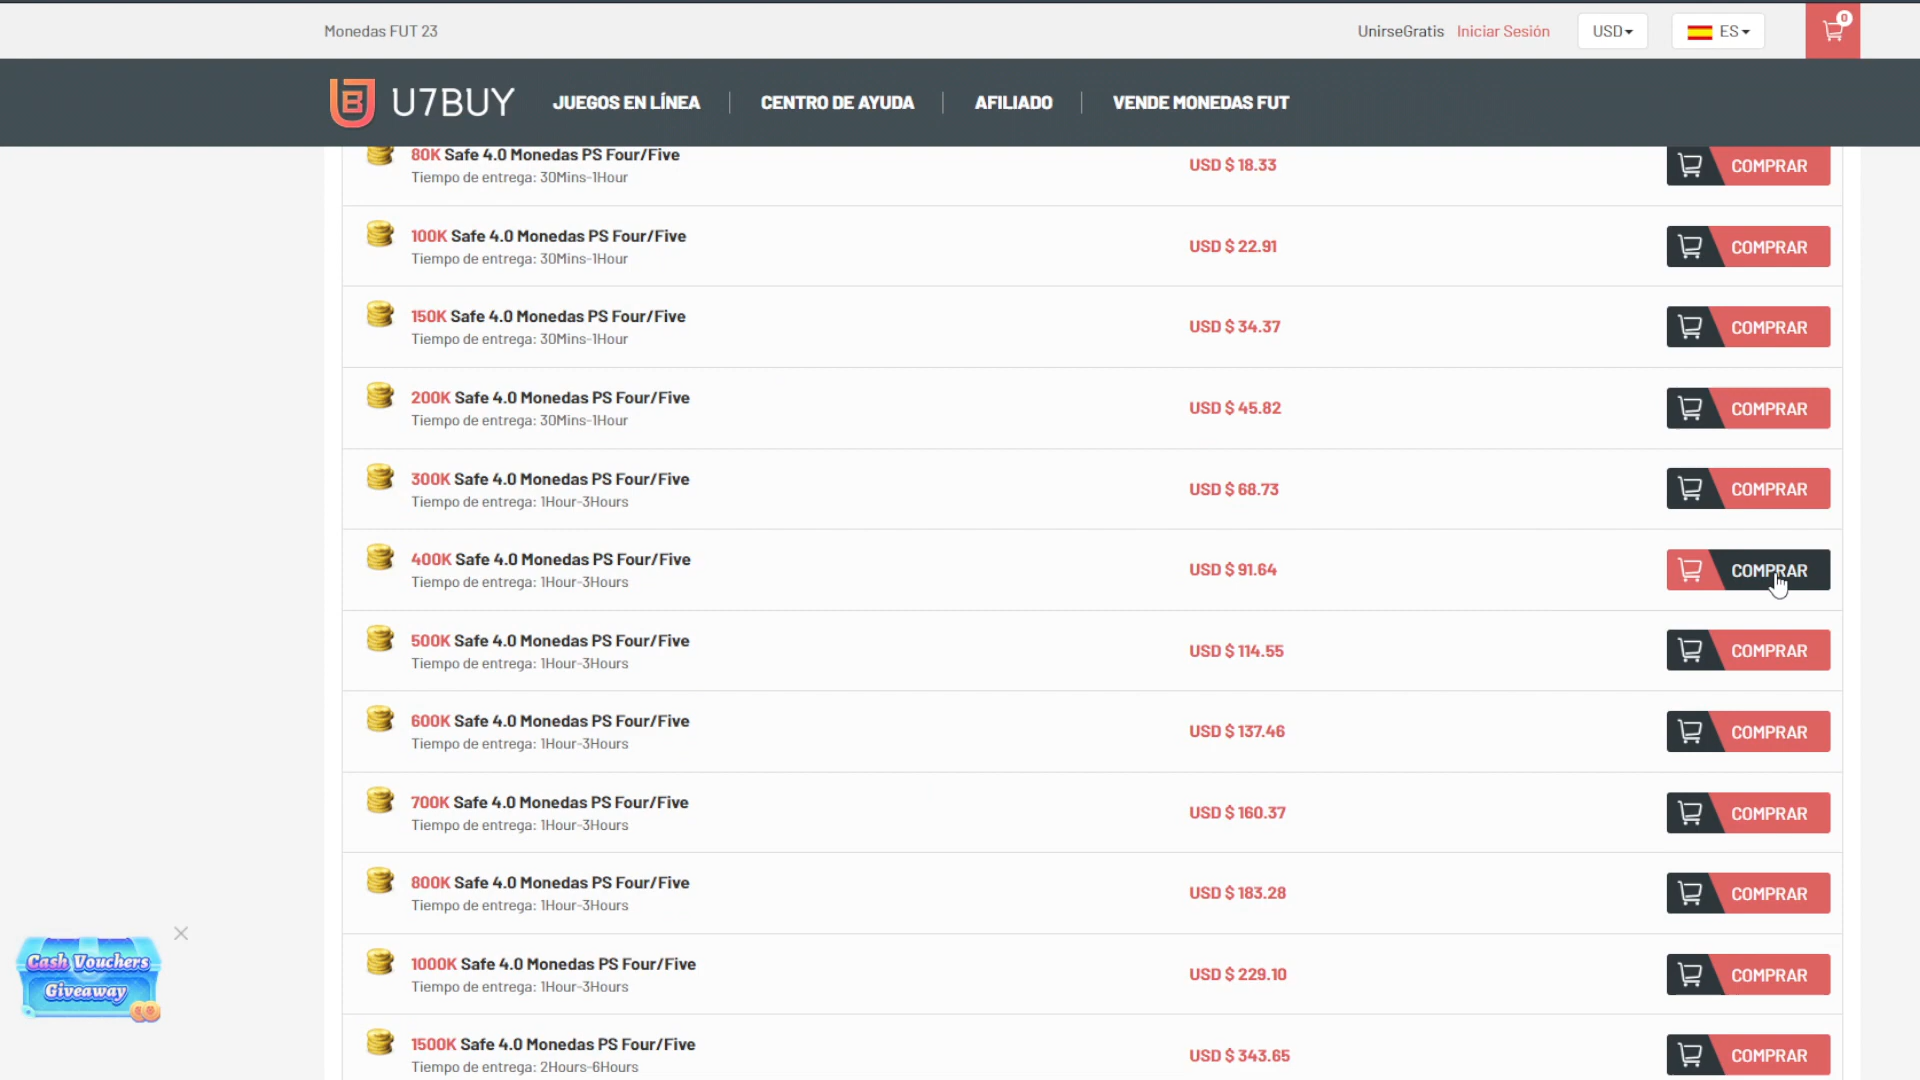 Monedas FUT 23
UnirseGratis Iniciar Sesión USD ES 0
U7BUY JUEGOS EN LÍNEA CENTRO DE AYUDA AFILIADO VENDE MONEDAS FUT
80K Safe 4.0 Monedas PS Four/Five
Tiempo de entrega: 30Mins-1Hour
USD $ 18.33
COMPRAR
100K Safe 4.0 Monedas PS Four/Five
Tiempo de entrega: 30Mins-1Hour
USD $ 22.91
COMPRAR
150K Safe 4.0 Monedas PS Four/Five
Tiempo de entrega: 30Mins-1Hour
USD $ 34.37
COMPRAR
200K Safe 4.0 Monedas PS Four/Five
Tiempo de entrega: 30Mins-1Hour
USD $ 45.82
COMPRAR
300K Safe 4.0 Monedas PS Four/Five
Tiempo de entrega: 1Hour-3Hours
USD $ 68.73
COMPRAR
400K Safe 4.0 Monedas PS Four/Five
Tiempo de entrega: 1Hour-3Hours
USD $ 91.64
COMPRAR
500K Safe 4.0 Monedas PS Four/Five
Tiempo de entrega: 1Hour-3Hours
USD $ 114.55
COMPRAR
600K Safe 4.0 Monedas PS Four/Five
Tiempo de entrega: 1Hour-3Hours
USD $ 137.46
COMPRAR
700K Safe 4.0 Monedas PS Four/Five
Tiempo de entrega: 1Hour-3Hours
USD $ 160.37
COMPRAR
800K Safe 4.0 Monedas PS Four/Five
Tiempo de entrega: 1Hour-3Hours
USD $ 183.28
COMPRAR
1000K Safe 4.0 Monedas PS Four/Five
Tiempo de entrega: 1Hour-3Hours
USD $ 229.10
COMPRAR
1500K Safe 4.0 Monedas PS Four/Five
Tiempo de entrega: 2Hours-6Hours
USD $ 343.65
COMPRAR
Cash Vouchers
Giveaway